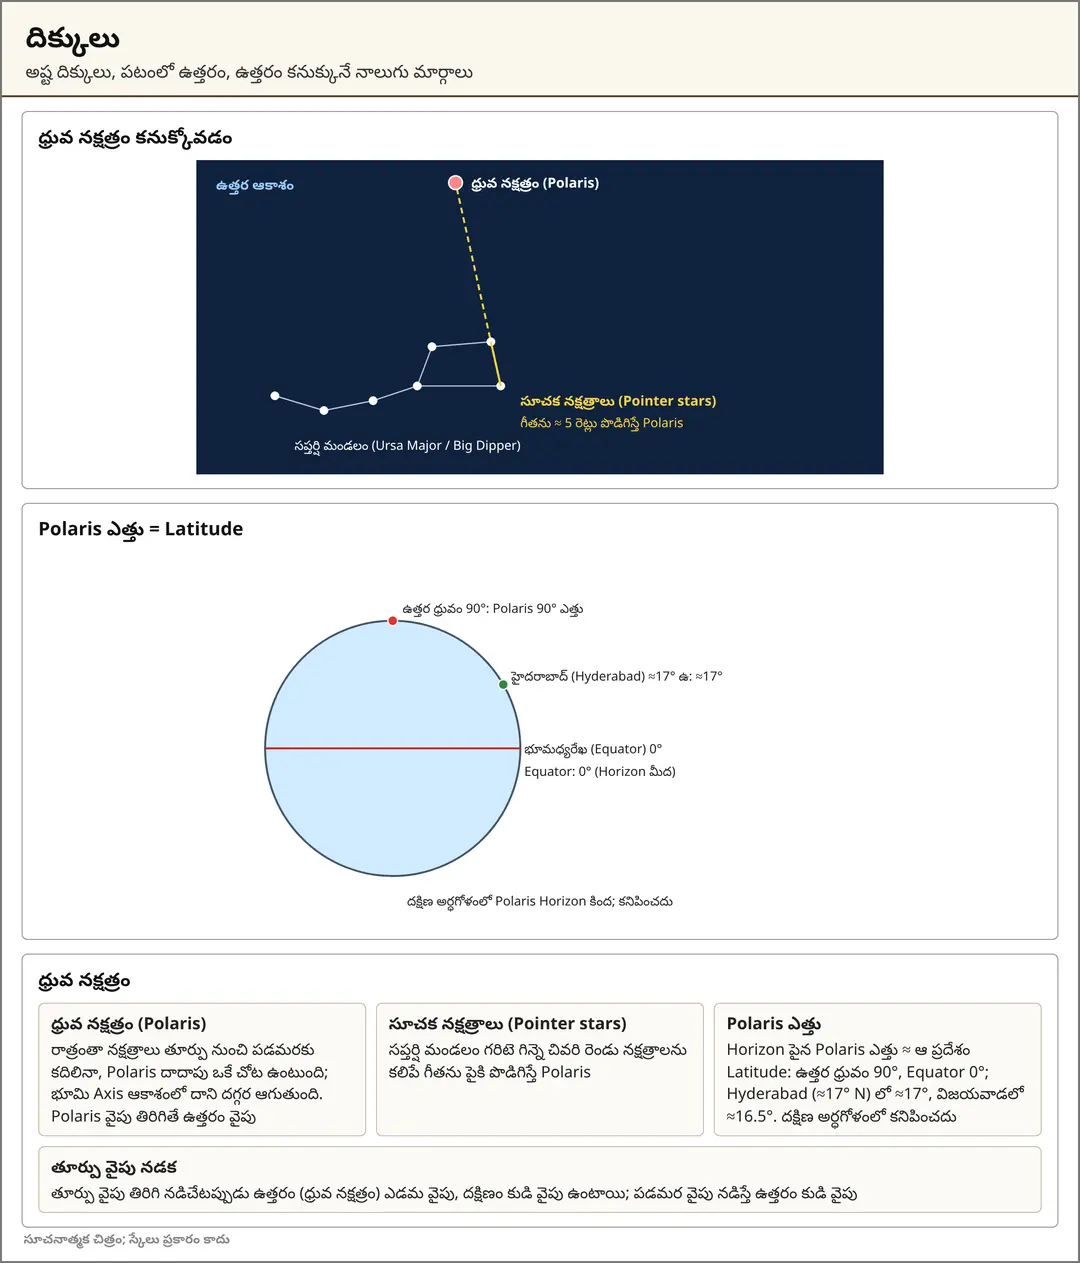 దిక్కులు
అష్ట దిక్కులు, పటంలో ఉత్తరం, ఉత్తరం కనుక్కునే నాలుగు మార్గాలు
ధ్రువ నక్షత్రం కనుక్కోవడం
ఉత్తర ఆకాశం
ధ్రువ నక్షత్రం (Polaris)
సూచక నక్షత్రాలు (Pointer stars)
గీతను ≈ 5 రెట్లు పొడిగిస్తే Polaris
సప్తర్షి మండలం (Ursa Major / Big Dipper)
Polaris ఎత్తు = Latitude
ఉత్తర ధ్రువం 90°: Polaris 90° ఎత్తు
హైదరాబాద్ (Hyderabad) ≈17° ఉ: ≈17°
భూమధ్యరేఖ (Equator) 0°
Equator: 0° (Horizon మీద)
దక్షిణ అర్ధగోళంలో Polaris Horizon కింద; కనిపించదు
ధ్రువ నక్షత్రం
ధ్రువ నక్షత్రం (Polaris)
రాత్రంతా నక్షత్రాలు తూర్పు నుంచి పడమరకు
కదిలినా, Polaris దాదాపు ఒకే చోట ఉంటుంది;
భూమి Axis ఆకాశంలో దాని దగ్గర ఆగుతుంది.
Polaris వైపు తిరిగితే ఉత్తరం వైపు
సూచక నక్షత్రాలు (Pointer stars)
సప్తర్షి మండలం గరిటె గిన్నె చివరి రెండు నక్షత్రాలను
కలిపే గీతను పైకి పొడిగిస్తే Polaris
Polaris ఎత్తు
Horizon పైన Polaris ఎత్తు ≈ ఆ ప్రదేశం
Latitude: ఉత్తర ధ్రువం 90°, Equator 0°;
Hyderabad (≈17° N) లో ≈17°, విజయవాడలో
≈16.5°. దక్షిణ అర్ధగోళంలో కనిపించదు
తూర్పు వైపు నడక
తూర్పు వైపు తిరిగి నడిచేటప్పుడు ఉత్తరం (ధ్రువ నక్షత్రం) ఎడమ వైపు, దక్షిణం కుడి వైపు ఉంటాయి; పడమర వైపు నడిస్తే ఉత్తరం కుడి వైపు
సూచనాత్మక చిత్రం; స్కేలు ప్రకారం కాదు